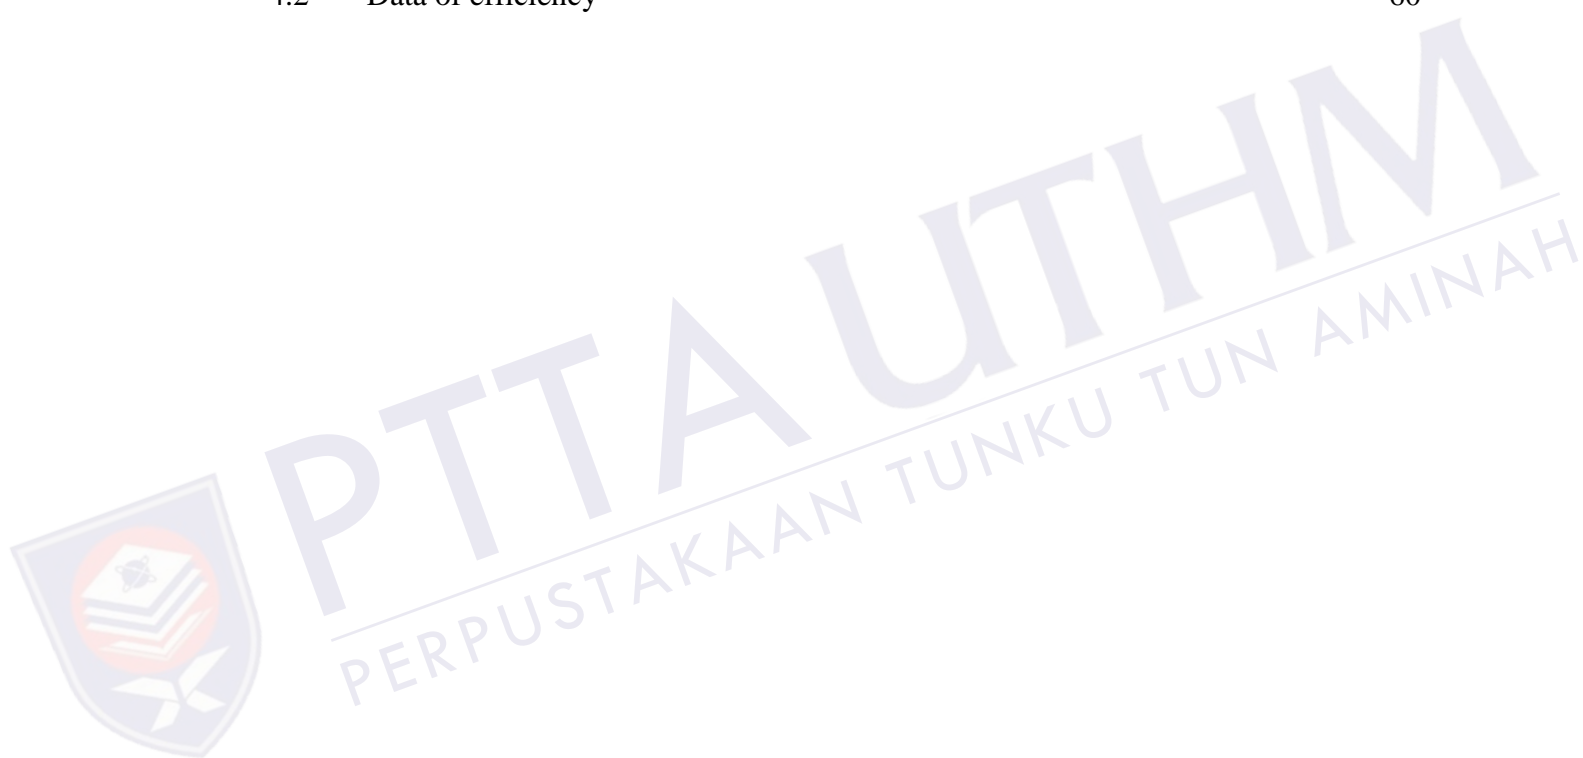 4.2 Data of efficiency
PTTA UTHM
PERPUSTAKAAN TUNKU TUN AMINAH